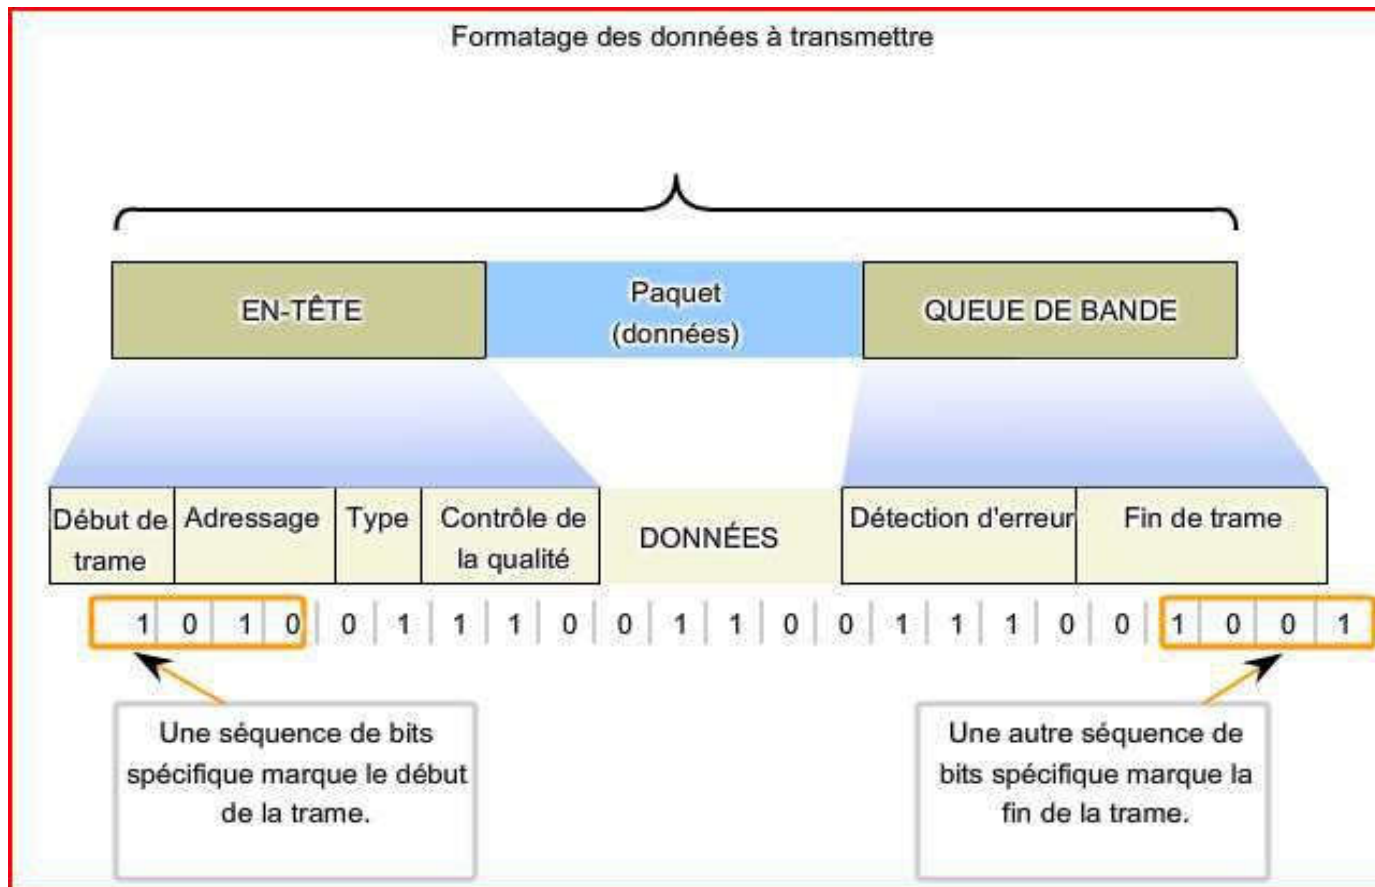 Formatage des données à transmettre
EN-TÊTE
Paquet
(données)
QUEUE DE BANDE
Début de
trame
Adressage
Type
Contrôle de
la qualité
DONNÉES
Détection d'erreur
Fin de trame
1 0 1 0 0 1 1 1 0 0 1 1 0 0 1 1 1 0 0 1 0 0 1
Une séquence de bits
spécifique marque le début
de la trame.
Une autre séquence de
bits spécifique marque la
fin de la trame.